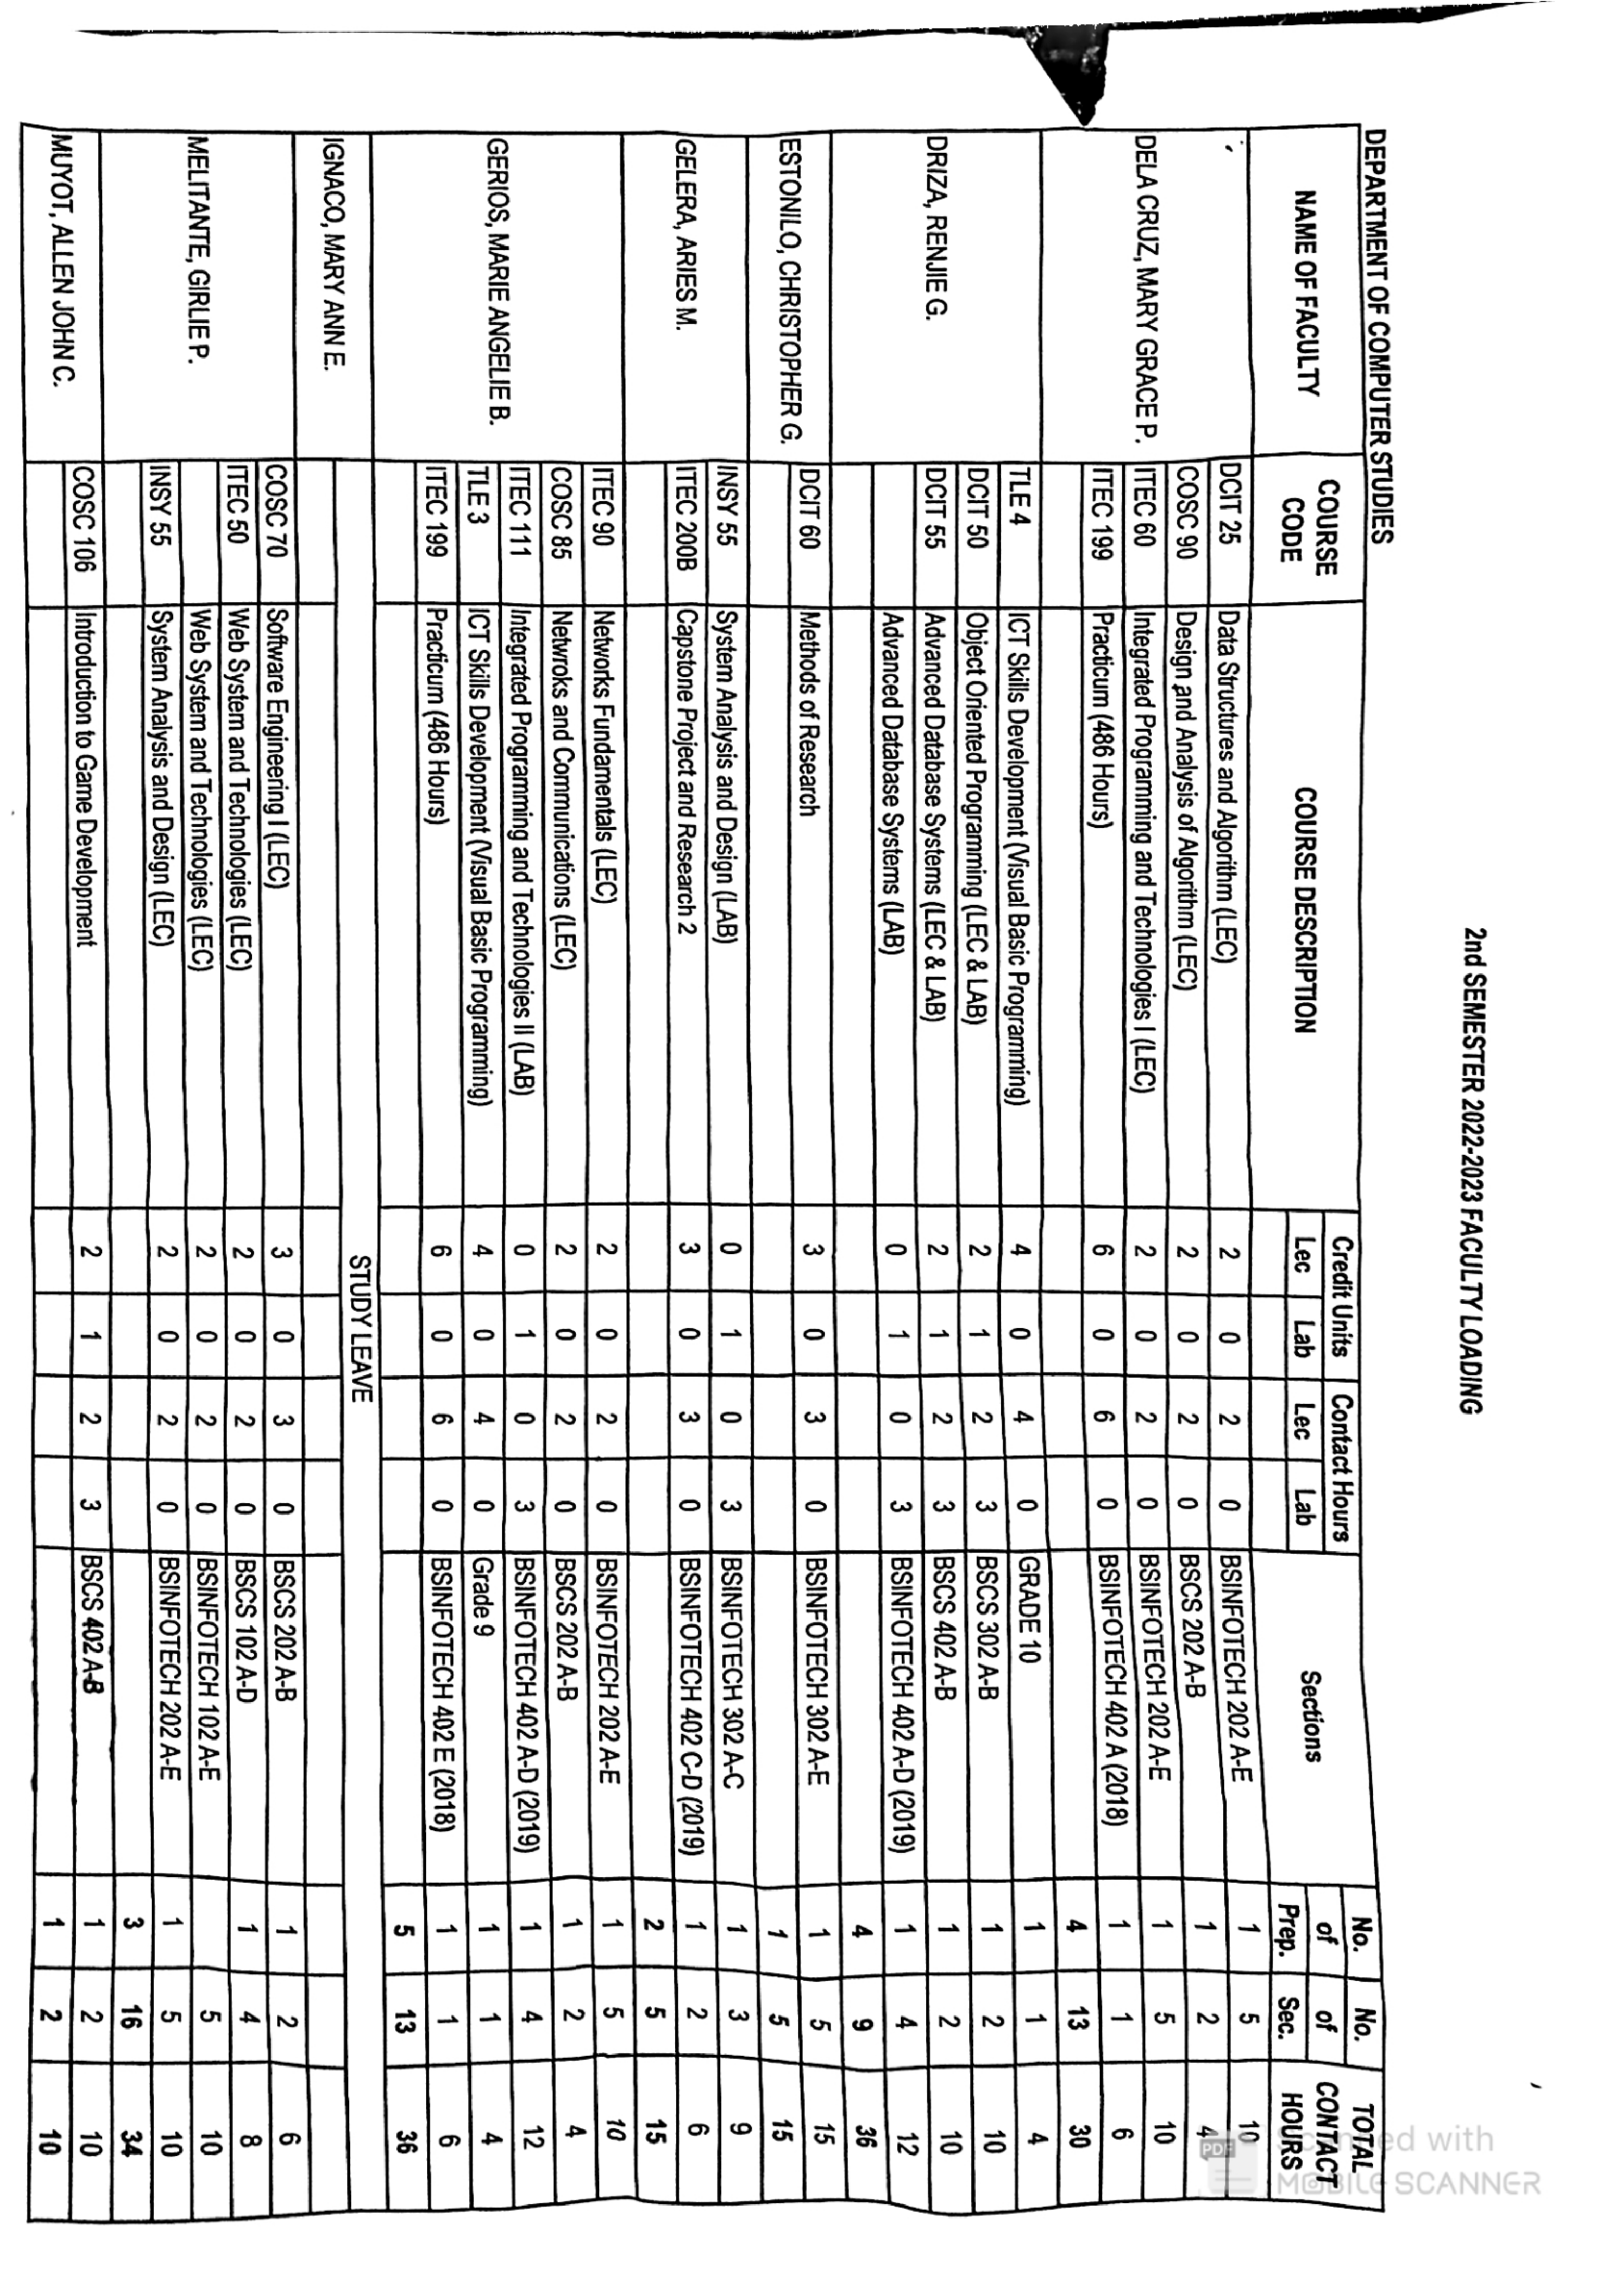 2nd SEMESTER 2022-2023 FACULTY LOADING
DEPARTMENT OF COMPUTER STUDIES
NAME OF FACULTY COURSE CODE COURSE DESCRIPTION Credit Units Contact Hours Sections No. of Prep. No. of Sec. TOTAL CONTACT HOURS
Lec Lab Lec Lab
DELA CRUZ, MARY GRACE P.
DCIT 25 Data Structures and Algorithm (LEC) 2 0 2 0 BSINFOTECH 202 A-E 1 5 10
COSC 90 Design and Analysis of Algorithm (LEC) 2 0 2 0 BSCS 202 A-B 1 2 4
ITEC 60 Integrated Programming and Technologies I (LEC) 2 0 2 0 BSINFOTECH 202 A-E 1 5 10
ITEC 199 Practicum (486 Hours) 6 0 6 0 BSINFOTECH 402 A (2018) 1 1 6
4 13 30
DRIZA, RENJIE G.
TLE 4 ICT Skills Development (Visual Basic Programming) 4 0 4 0 GRADE 10 1 1 4
DCIT 50 Object Oriented Programming (LEC & LAB) 2 1 2 3 BSCS 302 A-B 1 2 10
DCIT 55 Advanced Database Systems (LEC & LAB) 2 1 2 3 BSCS 402 A-B 1 2 10
Advanced Database Systems (LAB) 0 1 0 3 BSINFOTECH 402 A-D (2019) 1 4 12
4 9 36
ESTONILO, CHRISTOPHER G.
DCIT 60 Methods of Research 3 0 3 0 BSINFOTECH 302 A-E 1 5 15
1 5 15
GELERA, ARIES M.
INSY 55 System Analysis and Design (LAB) 0 1 0 3 BSINFOTECH 302 A-C 1 3 9
ITEC 200B Capstone Project and Research 2 3 0 3 0 BSINFOTECH 402 C-D (2019) 1 2 6
2 5 15
GERIOS, MARIE ANGELIE B.
ITEC 90 Networks Fundamentals (LEC) 2 0 2 0 BSINFOTECH 202 A-E 1 5 10
COSC 85 Netwroks and Communications (LEC) 2 0 2 0 BSCS 202 A-B 1 2 4
ITEC 111 Integrated Programming and Technologies II (LAB) 0 1 0 3 BSINFOTECH 402 A-D (2019) 1 4 12
TLE 3 ICT Skills Development (Visual Basic Programming) 4 0 4 0 Grade 9 1 1 4
ITEC 199 Practicum (486 Hours) 6 0 6 0 BSINFOTECH 402 E (2018) 1 1 6
5 13 36
IGNACO, MARY ANN E.
STUDY LEAVE
MELITANTE, GIRLIE P.
COSC 70 Software Engineering I (LEC) 3 0 3 0 BSCS 202 A-B 1 2 6
ITEC 50 Web System and Technologies (LEC) 2 0 2 0 BSCS 102 A-D 1 4 8
Web System and Technologies (LEC) 2 0 2 0 BSINFOTECH 102 A-E 5 10
INSY 55 System Analysis and Design (LEC) 2 0 2 0 BSINFOTECH 202 A-E 1 5 10
3 16 34
MUYOT, ALLEN JOHN C.
COSC 106 Introduction to Game Development 2 1 2 3 BSCS 402 A-B 1 2 10
1 2 10
PDF
Scanned with
MOBILE SCANNER